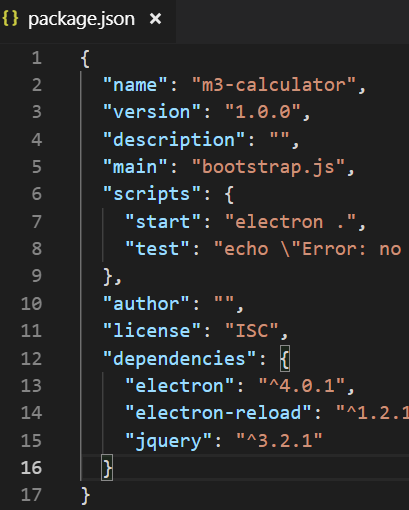 {} package.json ×
1 {
2 "name": "m3-calculator",
3 "version": "1.0.0",
4 "description": "",
5 "main": "bootstrap.js",
6 "scripts": {
7 "start": "electron .",
8 "test": "echo \"Error: no
9 },
10 "author": "",
11 "license": "ISC",
12 "dependencies": {
13 "electron": "^4.0.1",
14 "electron-reload": "^1.2.1
15 "jquery": "^3.2.1"
16 }
17 }